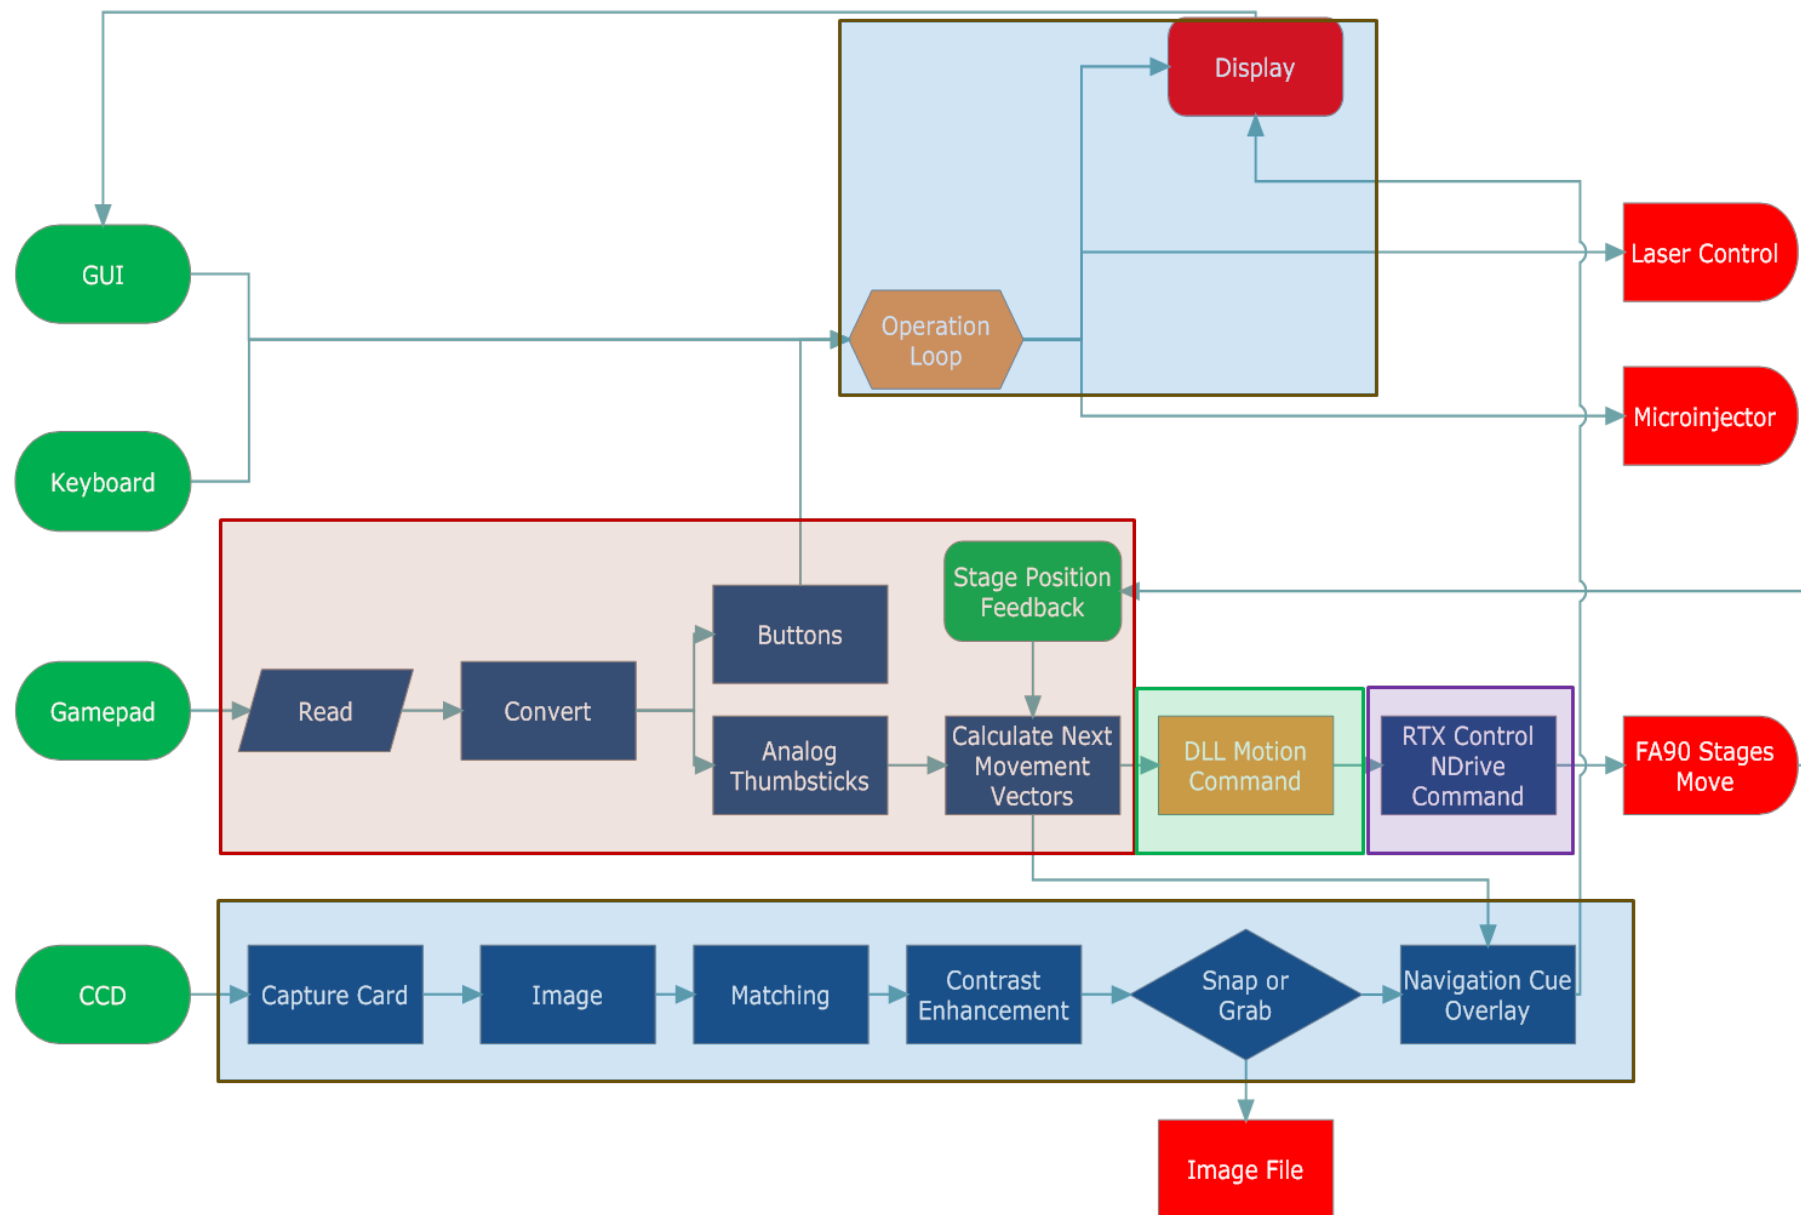 Display
GUI
Laser Control
Operation
Loop
Microinjector
Keyboard
Stage Position
Feedback
Buttons
Gamepad
Read
Convert
Analog
Thumbsticks
Calculate Next
Movement
Vectors
DLL Motion
Command
RTX Control
NDrive
Command
FA90 Stages
Move
CCD
Capture Card
Image
Matching
Contrast
Enhancement
Snap or
Grab
Navigation Cue
Overlay
Image File